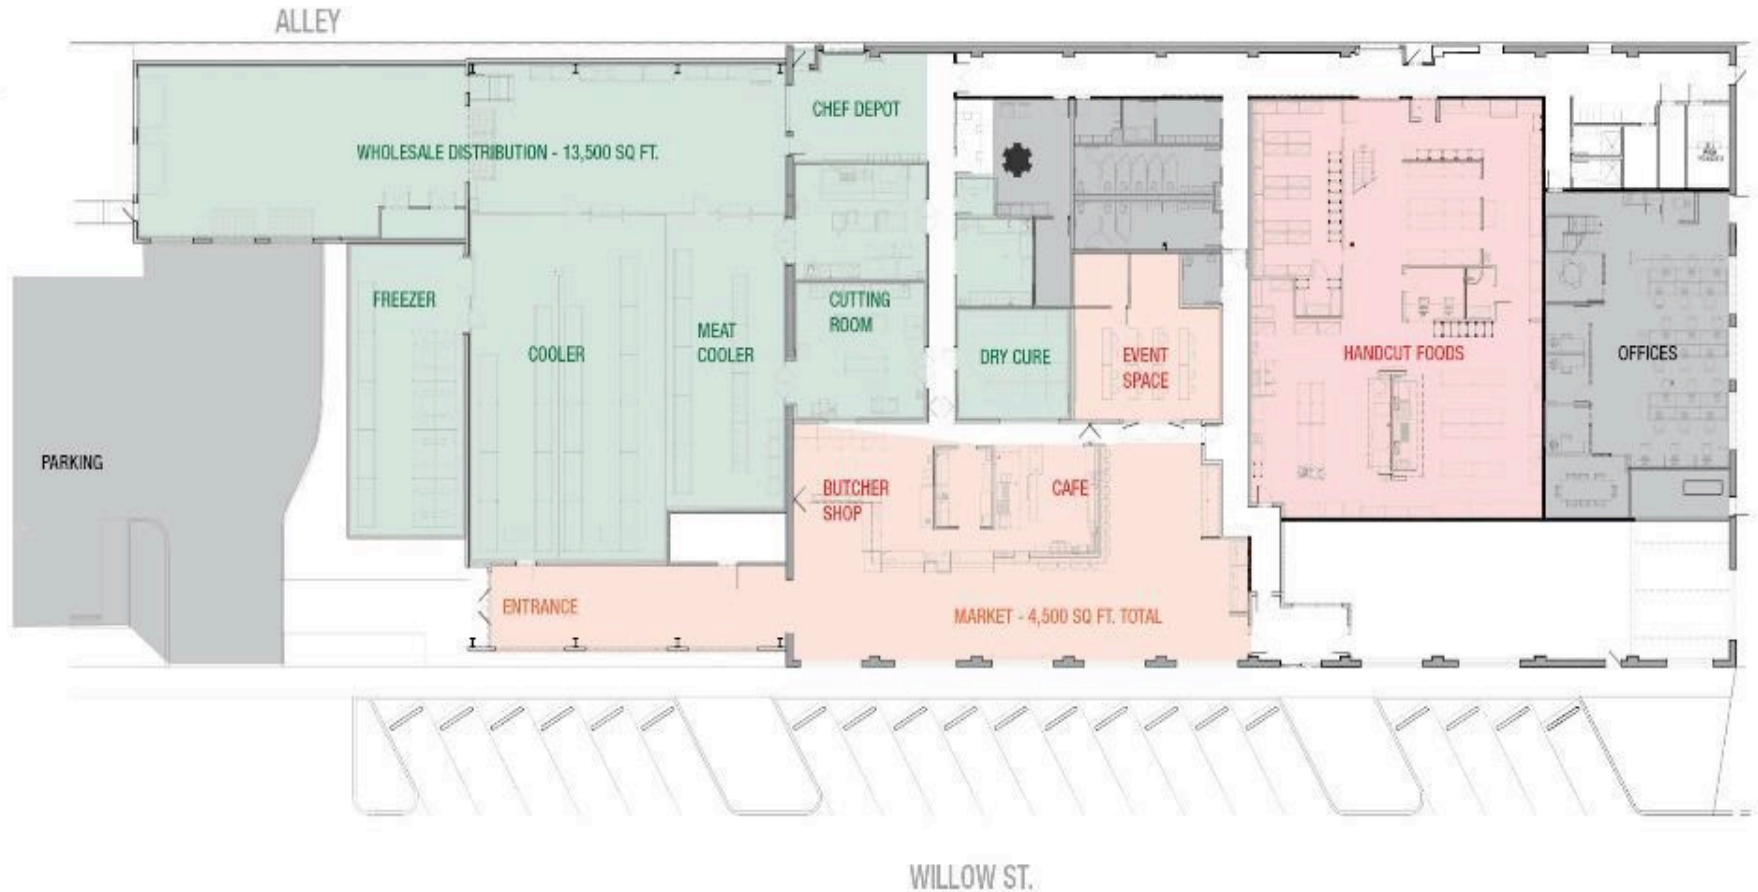 ALLEY
CHEF DEPOT
WHOLESALE DISTRIBUTION - 13,500 SQ FT.
FREEZER
COOLER
MEAT
COOLER
CUTTING
ROOM
DRY CURE
EVENT
SPACE
HANDCUT FOODS
OFFICES
PARKING
BUTCHER
SHOP
CAFE
ENTRANCE
MARKET - 4,500 SQ FT. TOTAL
WILLOW ST.